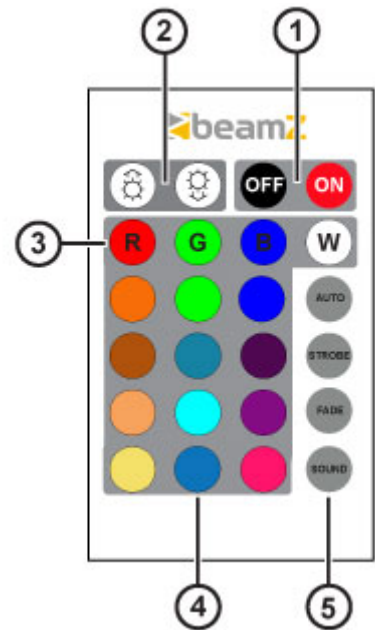 2 1
beamZ
OFF ON
3 R G B W
AUTO
STROBE
FADE
SOUND
4 5